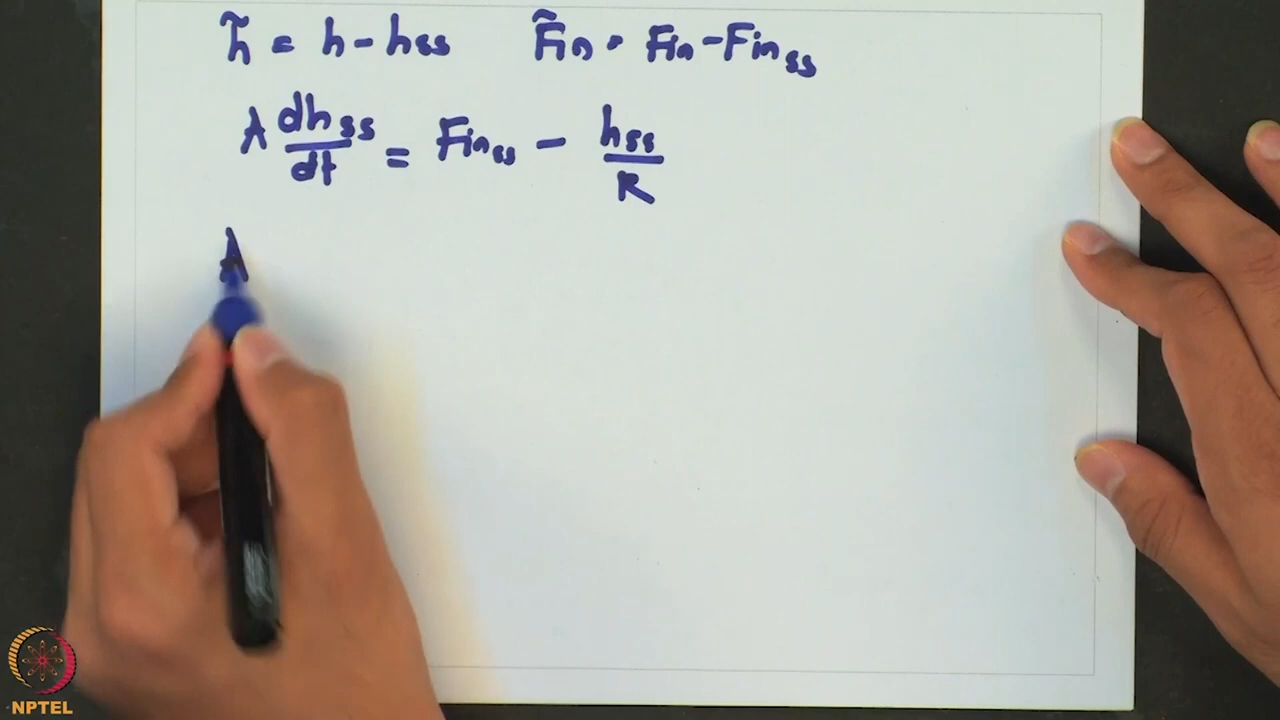 h̃ = h - hss    F̃in = Fin - Finss
A dhss/dt = Finss - hss/R
A
NPTEL